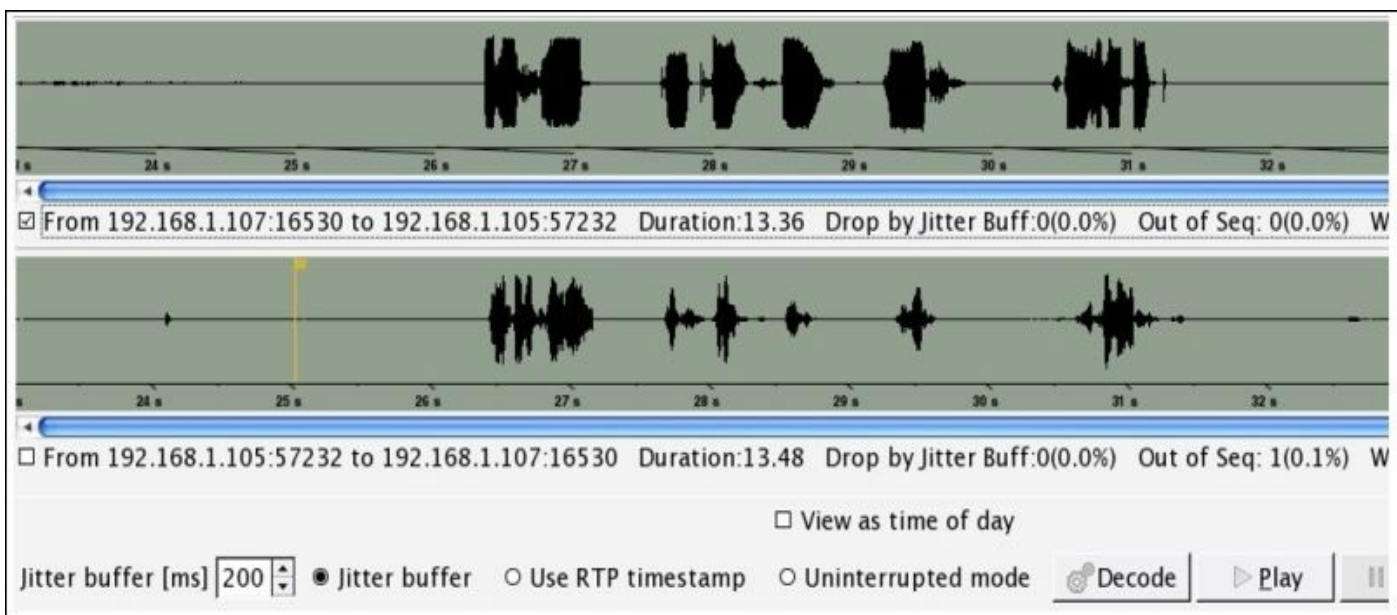 24 s 25 s 26 s 27 s 28 s 29 s 30 s 31 s 32 s
From 192.168.1.107:16530 to 192.168.1.105:57232 Duration:13.36 Drop by Jitter Buff:0(0.0%) Out of Seq: 0(0.0%) W
24 s 25 s 26 s 27 s 28 s 29 s 30 s 31 s 32 s
From 192.168.1.105:57232 to 192.168.1.107:16530 Duration:13.48 Drop by Jitter Buff:0(0.0%) Out of Seq: 1(0.1%) W
View as time of day
Jitter buffer [ms] 200 Jitter buffer Use RTP timestamp Uninterrupted mode Decode Play